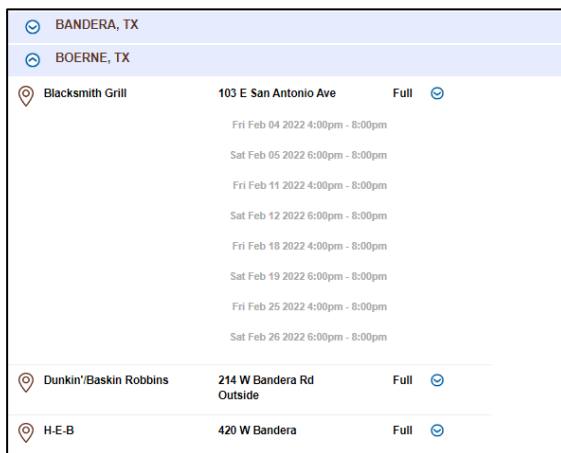 BANDERA, TX
BOERNE, TX
Blacksmith Grill 103 E San Antonio Ave Full
Fri Feb 04 2022 4:00pm - 8:00pm
Sat Feb 05 2022 6:00pm - 8:00pm
Fri Feb 11 2022 4:00pm - 8:00pm
Sat Feb 12 2022 6:00pm - 8:00pm
Fri Feb 18 2022 4:00pm - 8:00pm
Sat Feb 19 2022 6:00pm - 8:00pm
Fri Feb 25 2022 4:00pm - 8:00pm
Sat Feb 26 2022 6:00pm - 8:00pm
Dunkin'/Baskin Robbins 214 W Bandera Rd Full
Outside
H-E-B 420 W Bandera Full